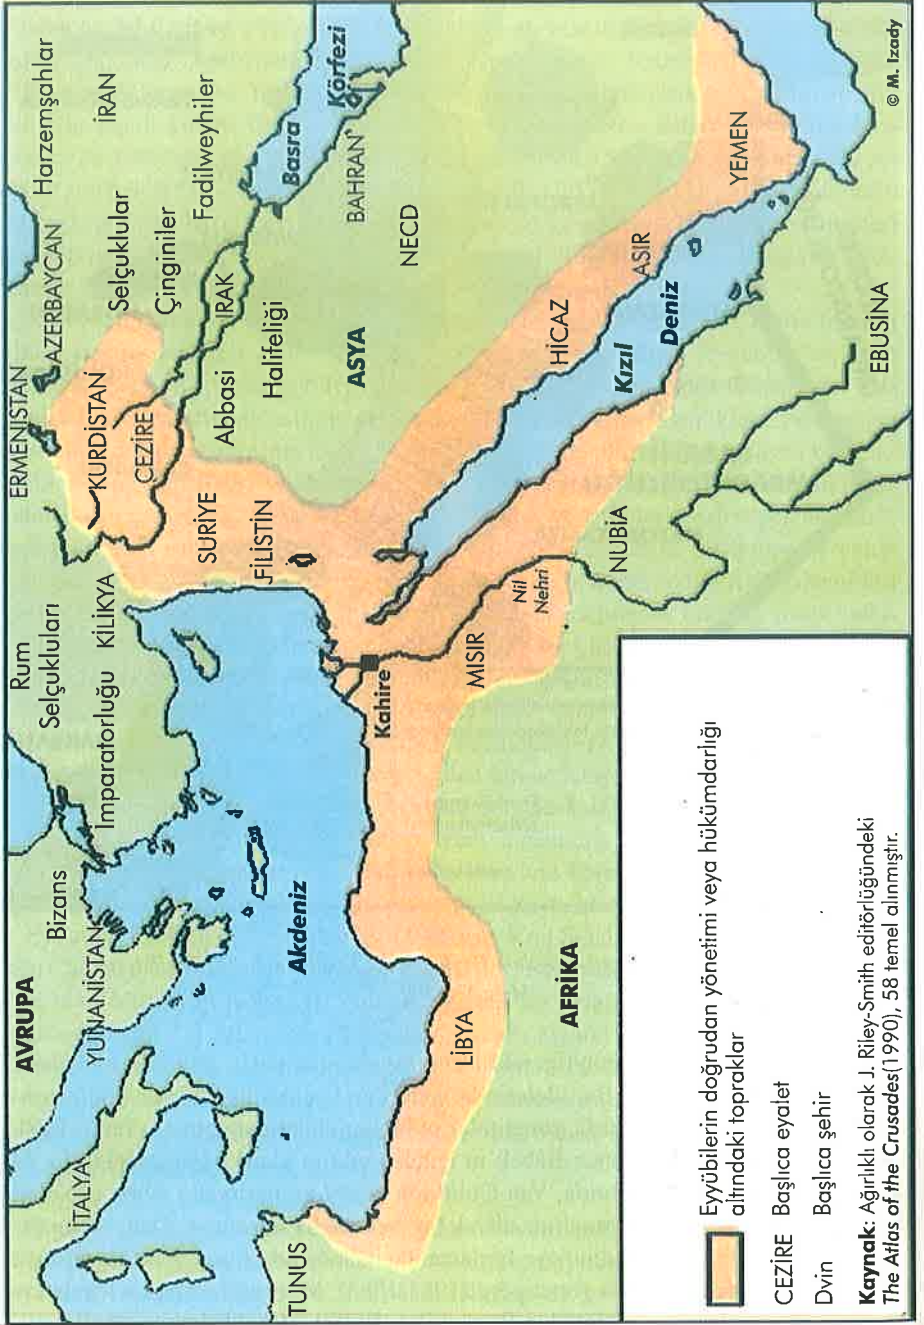 AVRUPA
İTALYA
YUNANİSTAN
Bizans
İmparatorluğu
Rum
Selçukluları
KİLİKYA
ERMENİSTAN
AZERBAYCAN
Harzemşahlar
KURDİSTAN
CEZİRE
Selçuklular
İRAN
Çinginiler
Fadilweyhiler
IRAK
Abbasi
Halifeliği
SURİYE
FİLİSTİN
ASYA
Basra
Körfezi
BAHRAN
NECD
Akdeniz
TUNUS
LİBYA
Kahire
MISIR
Nil
Nehri
HİCAZ
ASIR
YEMEN
Kızıl
Deniz
AFRİKA
NUBIA
EBUSİNA
© M. Izady
Eyyûbilerin doğrudan yönetimi veya hükümdarlığı
altındaki topraklar
CEZİRE Başlıca eyalet
Dvin Başlıca şehir
Kaynak: Ağırlıklı olarak J. Riley-Smith editörlüğündeki
The Atlas of the Crusades(1990), 58 temel alınmıştır.